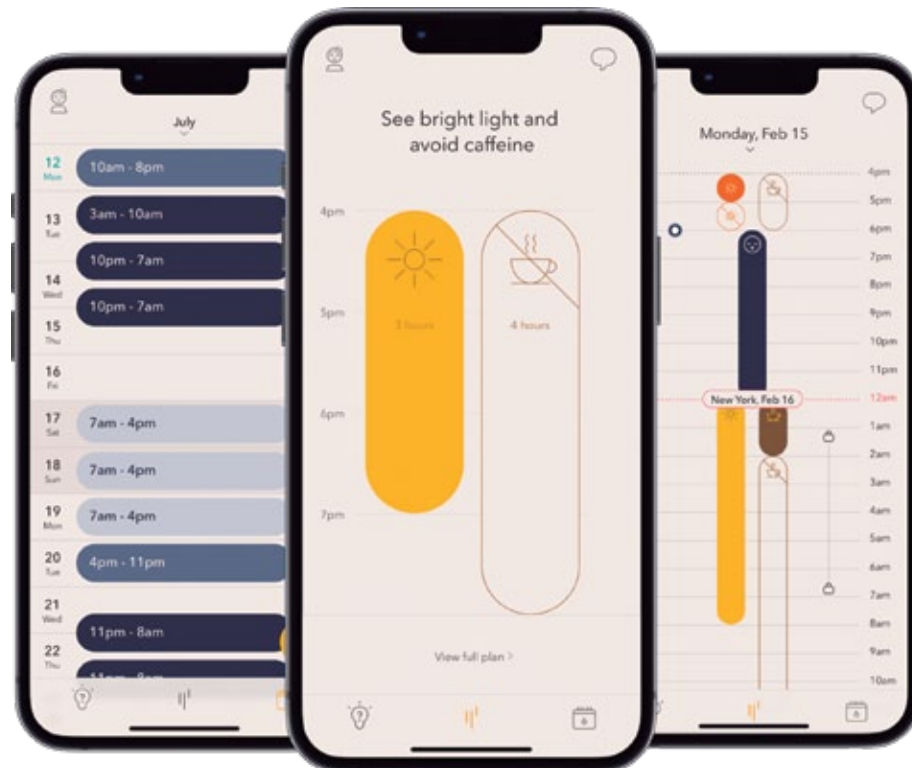 July
12
Mon
10am - 8pm
13
Tue
3am - 10am
10pm - 7am
14
Wed
10pm - 7am
15
Thu
16
Fri
17
Sat
7am - 4pm
18
Sun
7am - 4pm
19
Mon
7am - 4pm
20
Tue
4pm - 11pm
21
Wed
11pm - 8am
22
Thu
See bright light and
avoid caffeine
4pm
5pm
3 hours
4 hours
6pm
7pm
View full plan >
Monday, Feb 15
4pm
5pm
6pm
7pm
8pm
9pm
10pm
11pm
New York, Feb 16
12am
1am
2am
3am
4am
5am
6am
7am
8am
9am
10am